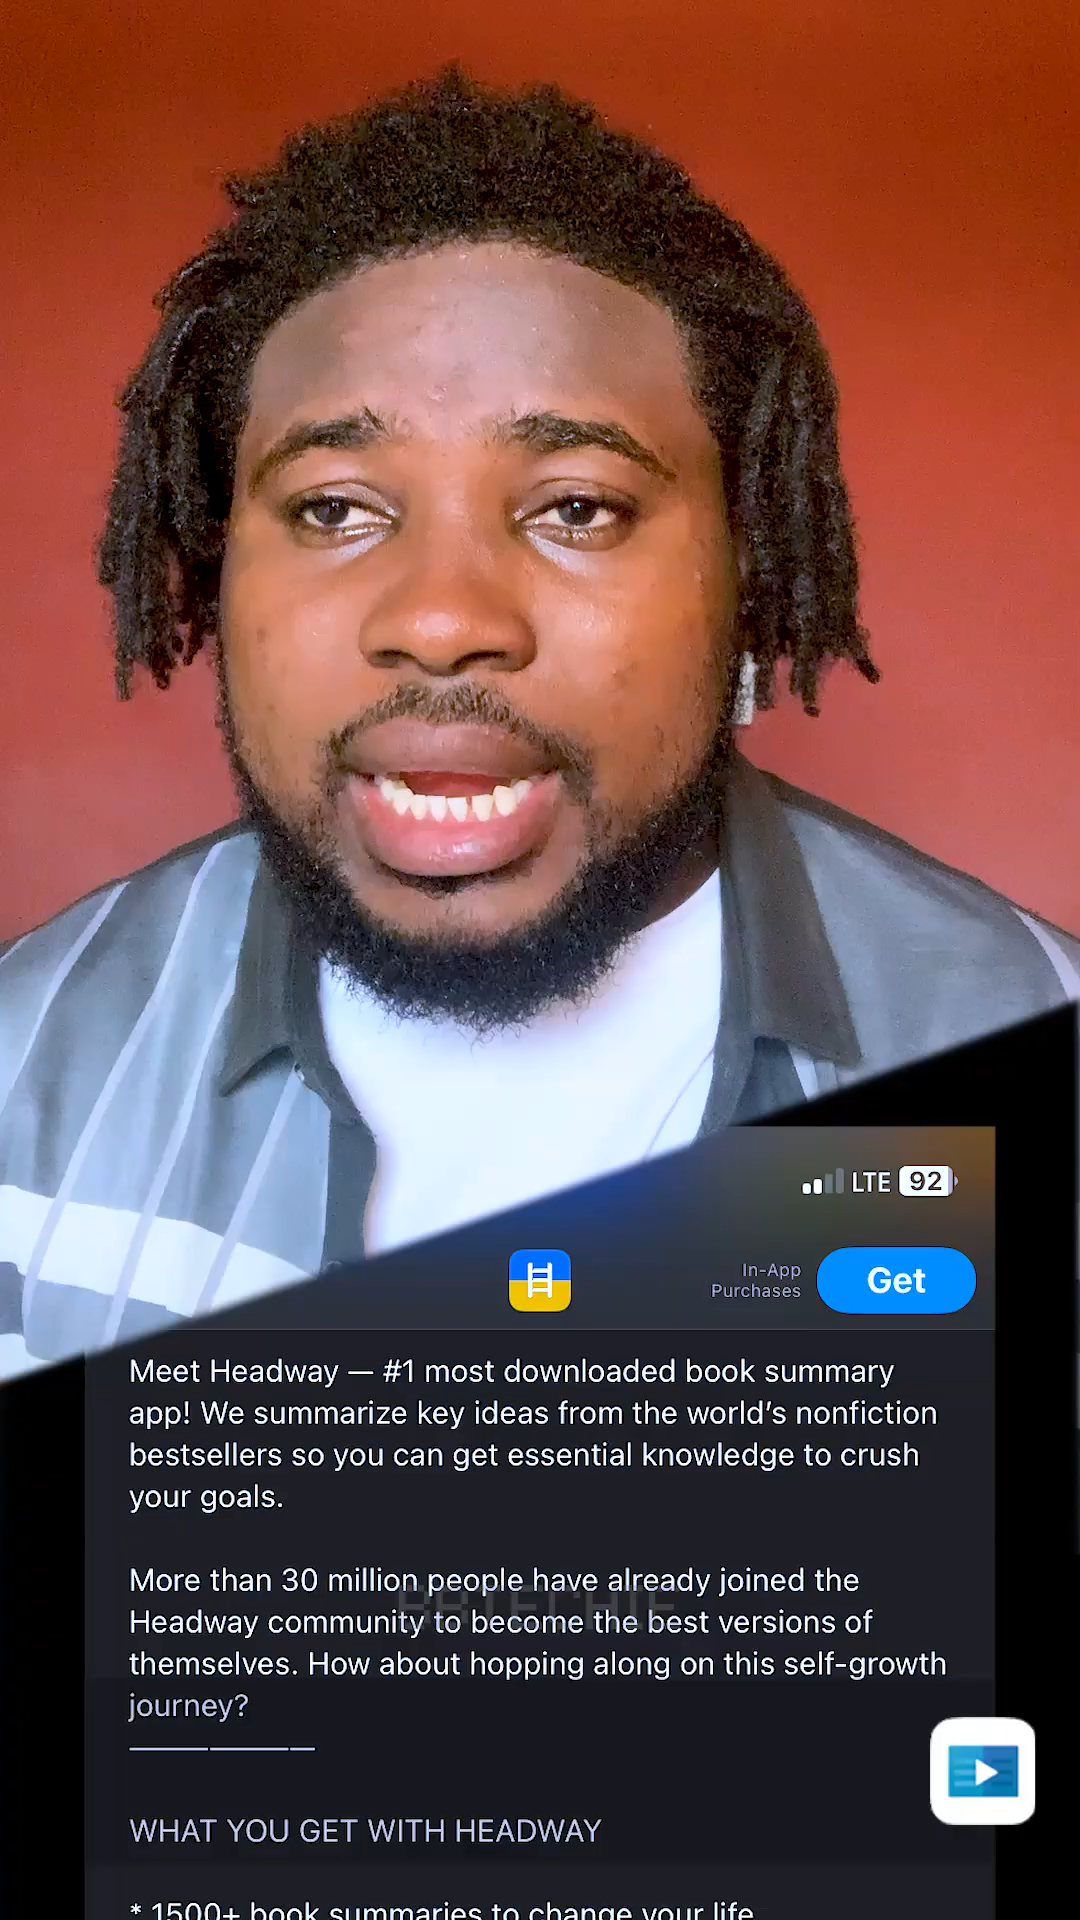 LTE 92
In-App
Purchases
Get
Meet Headway — #1 most downloaded book summary
app! We summarize key ideas from the world’s nonfiction
bestsellers so you can get essential knowledge to crush
your goals.
More than 30 million people have already joined the
Headway community to become the best versions of
themselves. How about hopping along on this self-growth
journey?
WHAT YOU GET WITH HEADWAY
* 1500+ book summaries to change your life